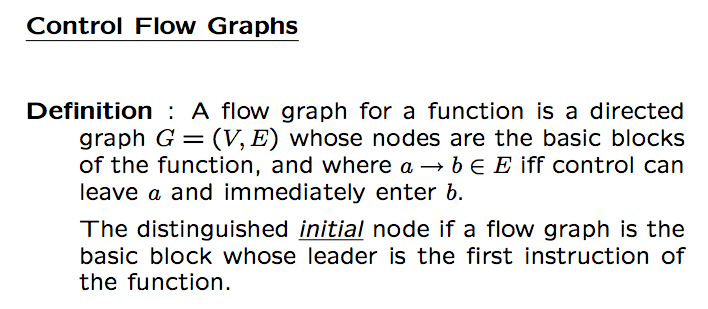 Control Flow Graphs
Definition : A flow graph for a function is a directed
graph G = (V, E) whose nodes are the basic blocks
of the function, and where a → b ∈ E iff control can
leave a and immediately enter b.
The distinguished initial node if a flow graph is the
basic block whose leader is the first instruction of
the function.